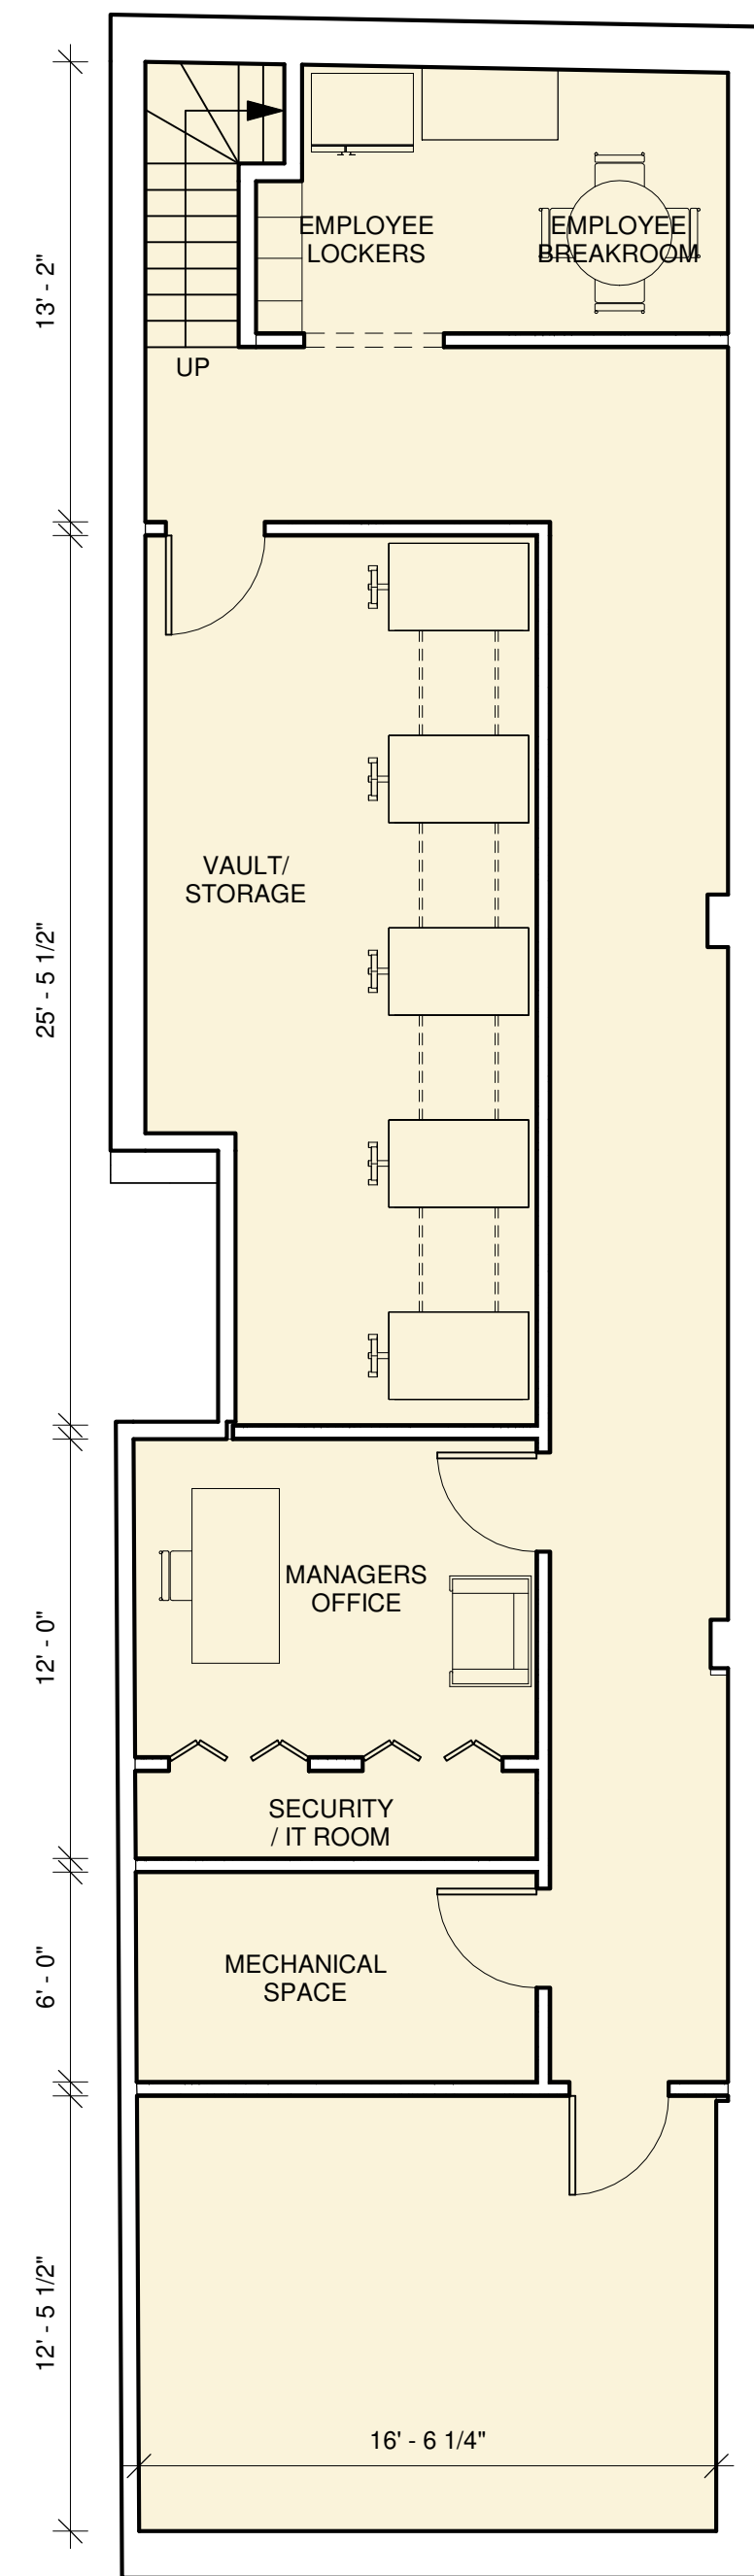 EMPLOYEE
LOCKERS
EMPLOYEE
BREAKROOM
13' - 2"
UP
VAULT/
STORAGE
25' - 5 1/2"
MANAGERS
OFFICE
12' - 0"
SECURITY
/ IT ROOM
MECHANICAL
SPACE
6' - 0"
12' - 5 1/2"
16' - 6 1/4"